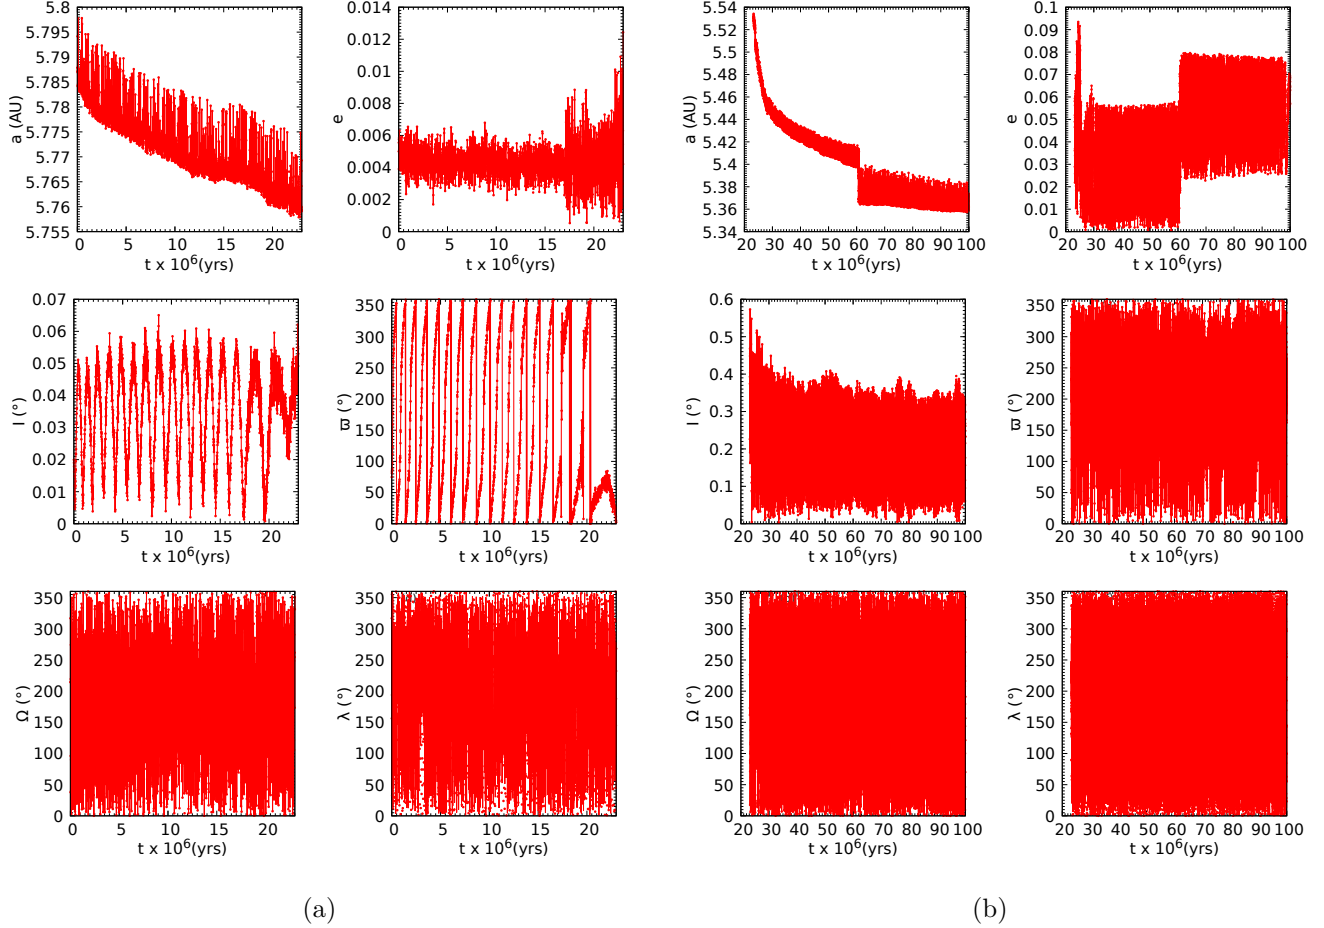 5.8
5.795
5.79
5.785
5.78
5.775
5.77
5.765
5.76
5.755
a (AU)
0 5 10 15 20
t x 10⁶(yrs)
0.014
0.012
0.01
0.008
0.006
0.004
0.002
0
e
0 5 10 15 20
t x 10⁶(yrs)
5.54
5.52
5.5
5.48
5.46
5.44
5.42
5.4
5.38
5.36
5.34
a (AU)
20 30 40 50 60 70 80 90 100
t x 10⁶(yrs)
0.1
0.09
0.08
0.07
0.06
0.05
0.04
0.03
0.02
0.01
0
e
20 30 40 50 60 70 80 90 100
t x 10⁶(yrs)
0.07
0.06
0.05
0.04
0.03
0.02
0.01
0
I (°)
0 5 10 15 20
t x 10⁶(yrs)
350
300
250
200
150
100
50
0
ϖ (°)
0 5 10 15 20
t x 10⁶(yrs)
0.6
0.5
0.4
0.3
0.2
0.1
0
I (°)
20 30 40 50 60 70 80 90 100
t x 10⁶(yrs)
350
300
250
200
150
100
50
0
ϖ (°)
20 30 40 50 60 70 80 90 100
t x 10⁶(yrs)
350
300
250
200
150
100
50
0
Ω (°)
0 5 10 15 20
t x 10⁶(yrs)
350
300
250
200
150
100
50
0
λ (°)
0 5 10 15 20
t x 10⁶(yrs)
350
300
250
200
150
100
50
0
Ω (°)
20 30 40 50 60 70 80 90 100
t x 10⁶(yrs)
350
300
250
200
150
100
50
0
λ (°)
20 30 40 50 60 70 80 90 100
t x 10⁶(yrs)
(a)
(b)